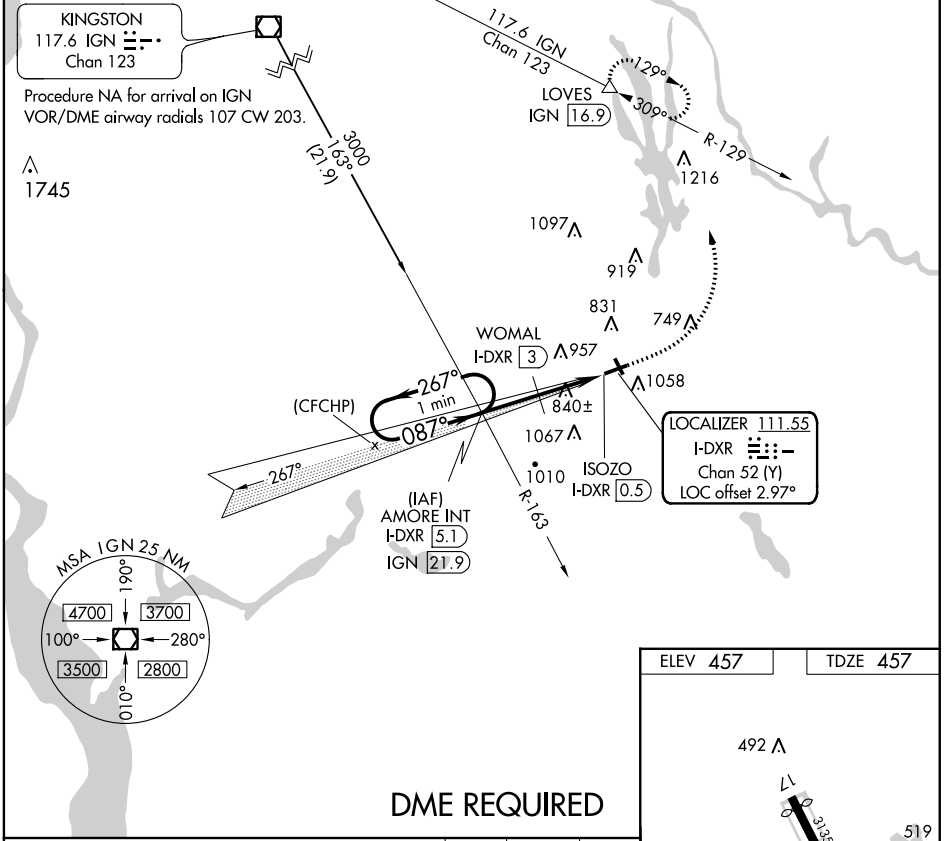 KINGSTON
117.6 IGN
Chan 123
Procedure NA for arrival on IGN
VOR/DME airway radials 107 CW 203.
1745
3000
163°
(21.9)
117.6 IGN
Chan 123
LOVES
IGN 16.9
129°
309°
R-129
1216
1097
919
831
749
WOMAL
I-DXR 3
957
1058
840±
1067
1010
(CFCHP)
267°
1 min
087°
267°
(IAF)
AMORE INT
I-DXR 5.1
IGN 21.9
R-163
ISOZO
I-DXR 0.5
LOCALIZER 111.55
I-DXR
Chan 52 (Y)
LOC offset 2.97°
MSA IGN 25 NM
190°
4700
3700
100°
280°
3500
2800
010°
DME REQUIRED
ELEV 457
TDZE 457
492
17
3135
519